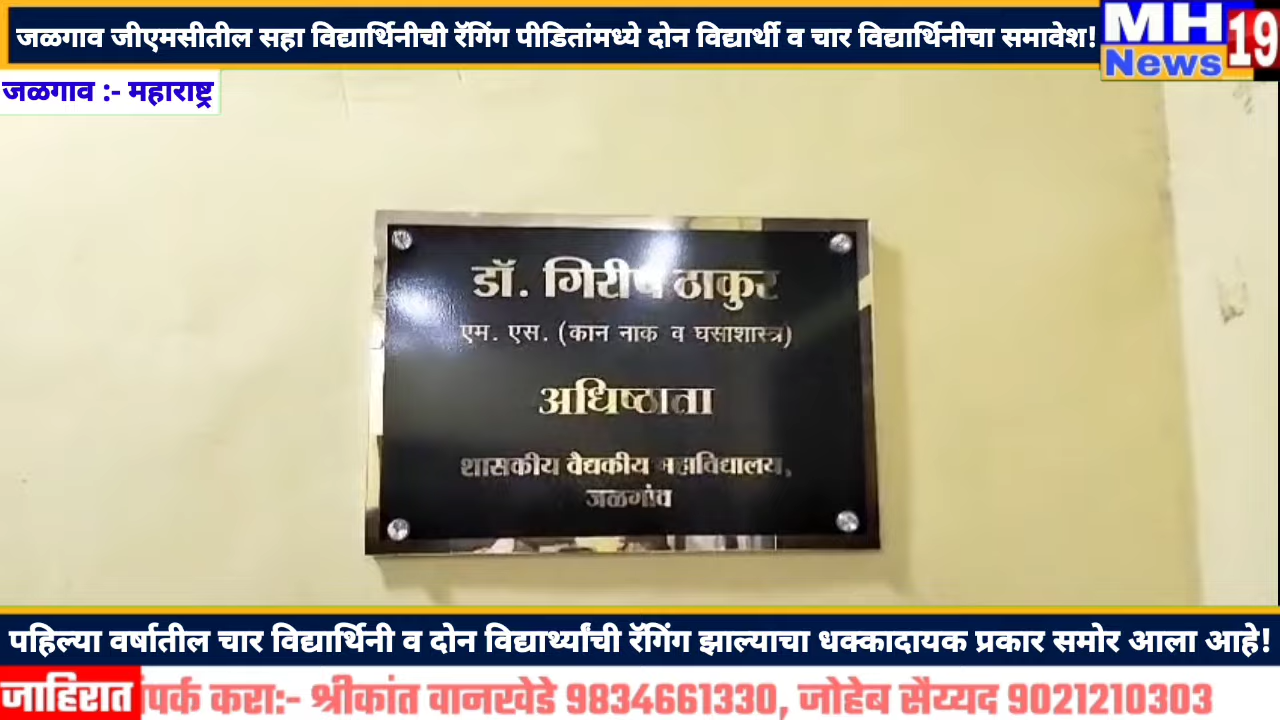 जळगाव जीएमसीतील सहा विद्यार्थिनीची रॅगिंग पीडितांमध्ये दोन विद्यार्थी व चार विद्यार्थिनीचा समावेश!
MH 19
News
जळगाव :- महाराष्ट्र
डॉ. गिरीष ठाकुर
एम. एस. (कान नाक व घसाशास्त्र)
अधिष्ठाता
शासकीय वैद्यकीय महाविद्यालय,
जळगांव
पहिल्या वर्षातील चार विद्यार्थिनी व दोन विद्यार्थ्यांची रॅगिंग झाल्याचा धक्कादायक प्रकार समोर आला आहे!
जाहिरात पर्क करा:- श्रीकांत वानखेडे 9834661330, जोहेब सैय्यद 9021210303